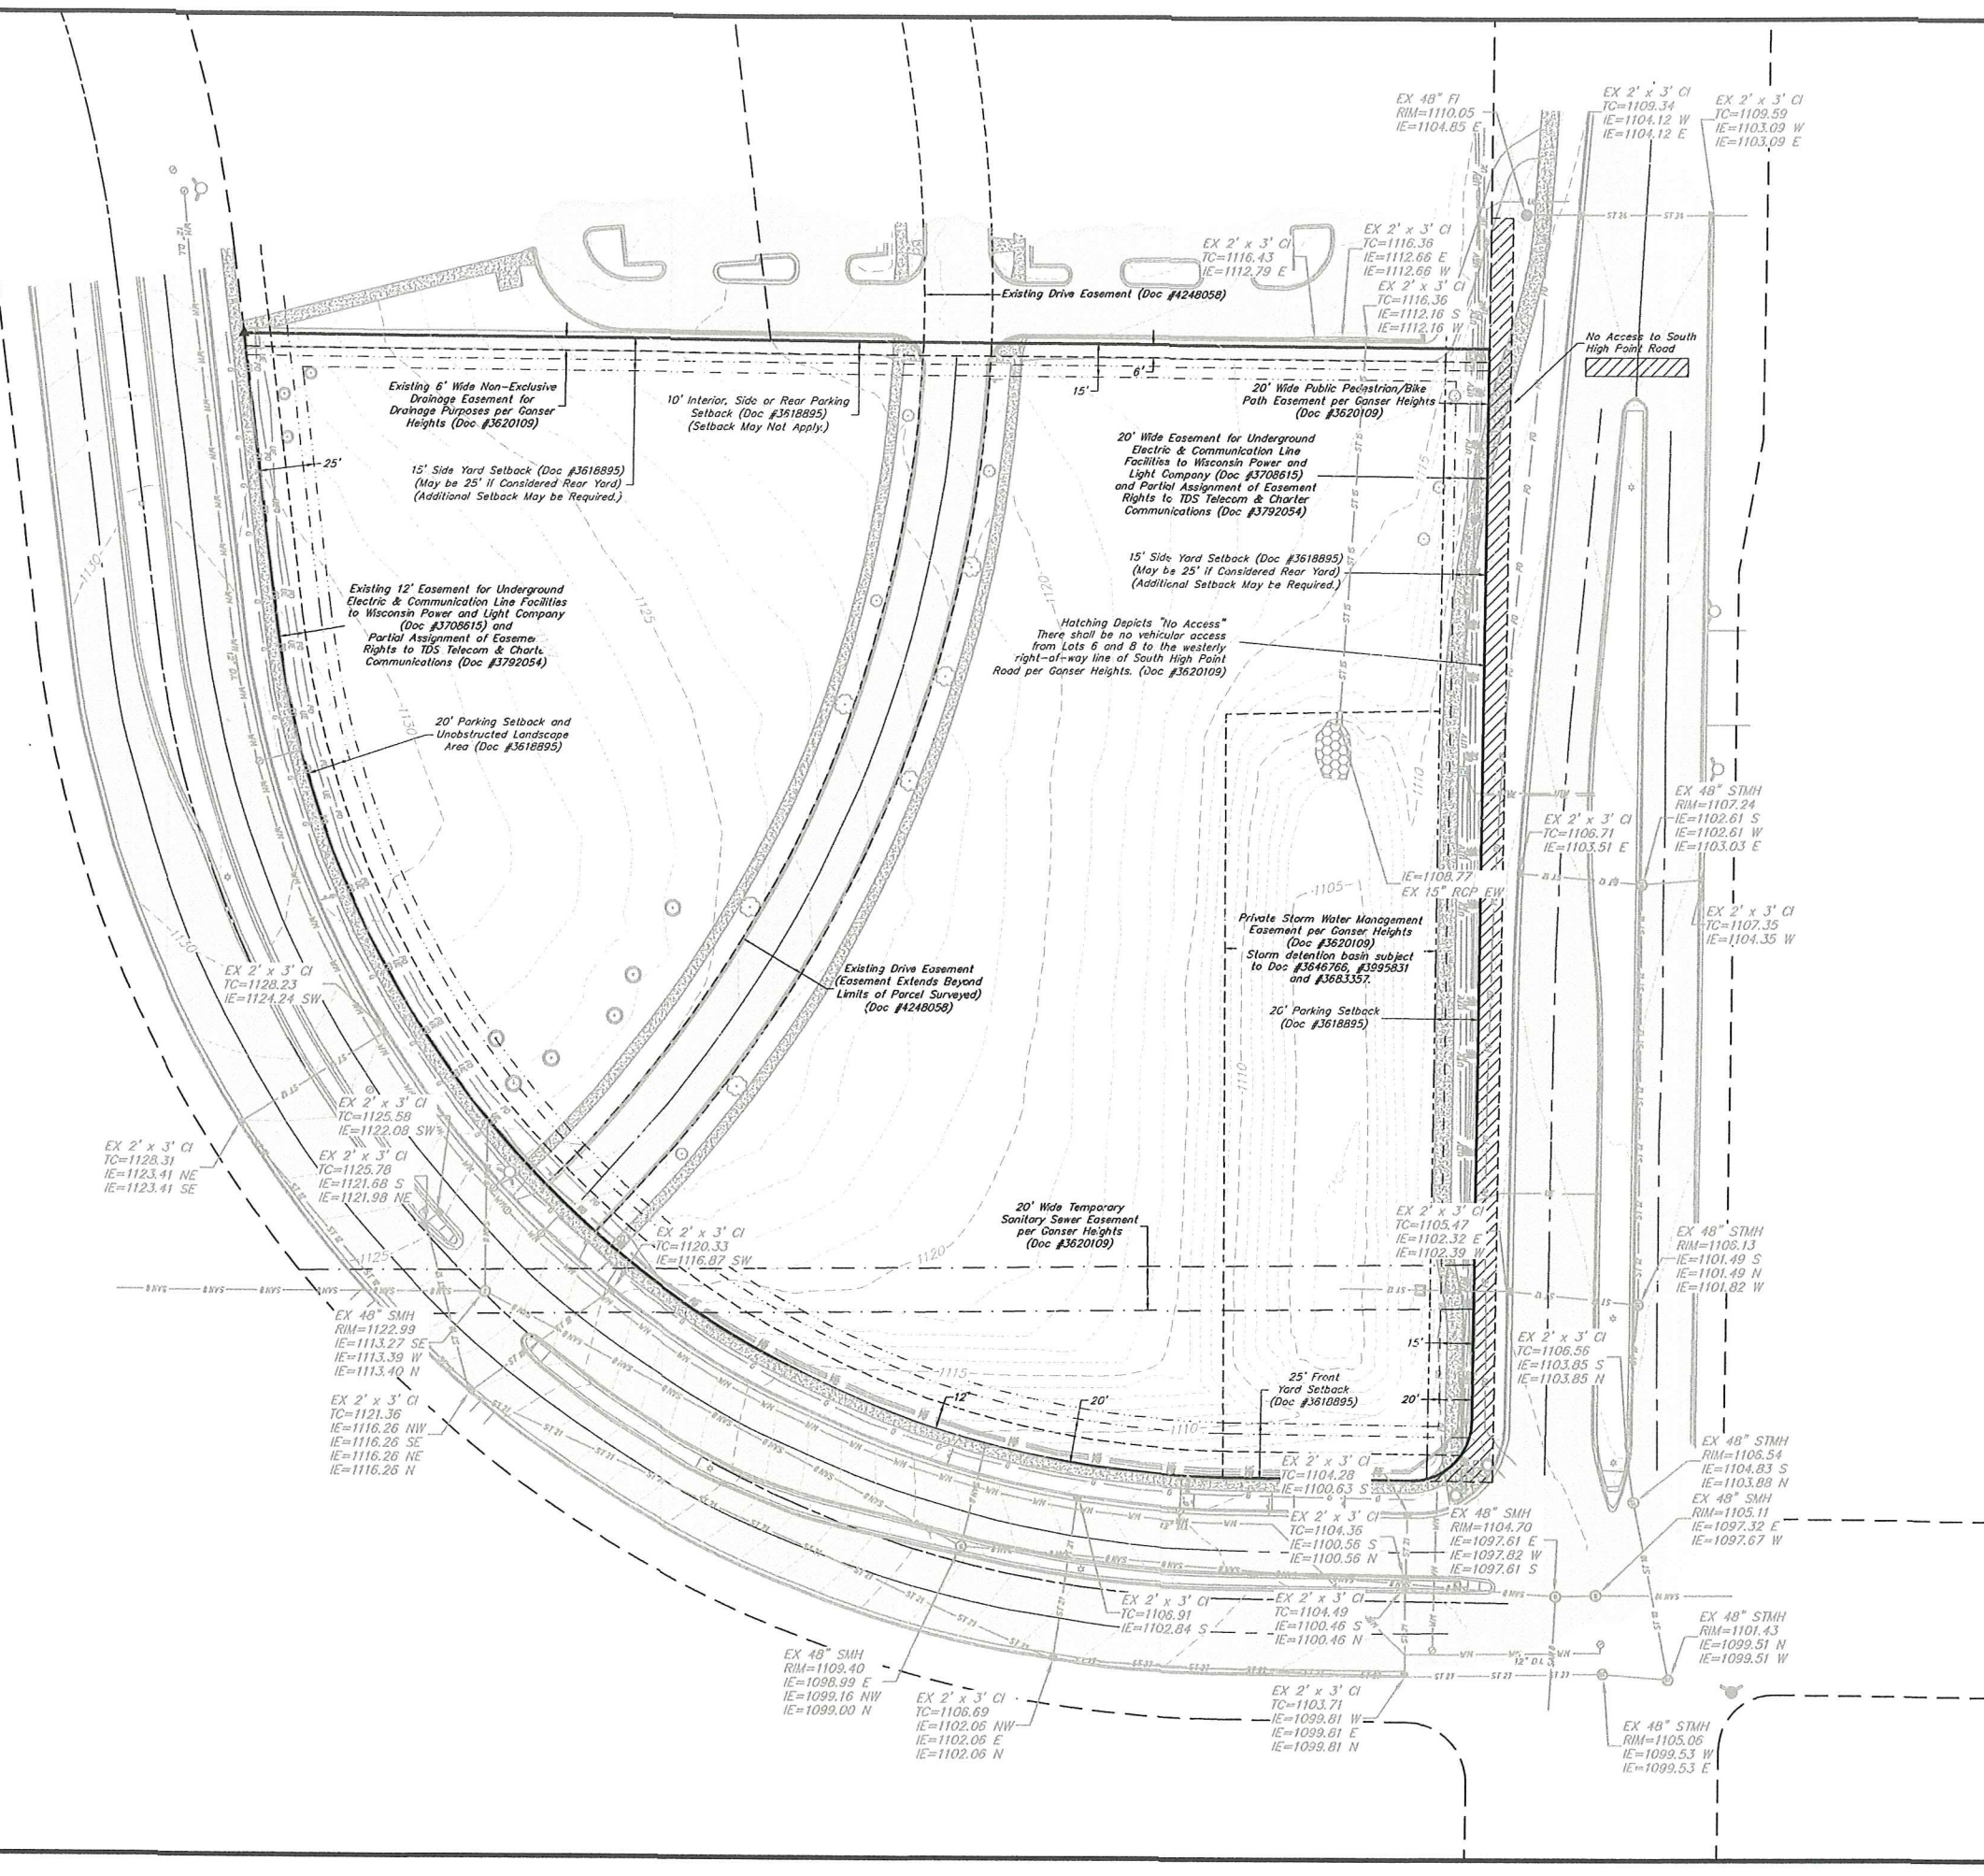 EX 48" FI
RIM=1110.05
IE=1104.85 E
EX 2' x 3' CI
TC=1109.34
IE=1104.12 W
IE=1104.12 E
EX 2' x 3' CI
TC=1109.59
IE=1103.09 W
IE=1103.09 E
EX 2' x 3' CI
TC=1116.43
IE=1112.79 E
EX 2' x 3' CI
TC=1116.36
IE=1112.66 E
IE=1112.66 W
EX 2' x 3' CI
TC=1116.36
IE=1112.16 S
IE=1112.16 W
Existing Drive Easement (Doc #4248058)
No Access to South
High Point Road
Existing 6' Wide Non-Exclusive
Drainage Easement for
Drainage Purposes per Ganser
Heights (Doc #3620109)
10' Interior, Side or Rear Parking
Setback (Doc #3618895)
(Setback May Not Apply.)
15'
6'
20' Wide Public Pedestrian/Bike
Path Easement per Ganser Heights
(Doc #3620109)
25'
15' Side Yard Setback (Doc #3618895)
(May be 25' if Considered Rear Yard)
(Additional Setback May be Required.)
20' Wide Easement for Underground
Electric & Communication Line
Facilities to Wisconsin Power and
Light Company (Doc #3708615)
and Partial Assignment of Easement
Rights to TDS Telecom & Charter
Communications (Doc #3792054)
15' Side Yard Setback (Doc #3618895)
(May be 25' if Considered Rear Yard)
(Additional Setback May be Required.)
Existing 12' Easement for Underground
Electric & Communication Line Facilities
to Wisconsin Power and Light Company
(Doc #3708615) and
Partial Assignment of Easeme
Rights to TDS Telecom & Charte
Communications (Doc #3792054)
Hatching Depicts "No Access"
There shall be no vehicular access
from Lots 6 and 8 to the westerly
right-of-way line of South High Point
Road per Ganser Heights. (Doc #3620109)
1130
1125
1120
1115
1130
1110
20' Parking Setback and
Unobstructed Landscape
Area (Doc #3618895)
EX 48" STMH
RIM=1107.24
IE=1102.61 S
IE=1102.61 W
IE=1103.03 E
EX 2' x 3' CI
TC=1106.71
IE=1103.51 E
IE=1108.77
EX 15" RCP EW
1105
EX 2' x 3' CI
TC=1107.35
IE=1104.35 W
Private Storm Water Management
Easement per Ganser Heights
(Doc #3620109)
Storm detention basin subject
to Doc #3646766, #3995831
and #3683357.
20' Parking Setback
(Doc #3618895)
1130
EX 2' x 3' CI
TC=1128.23
IE=1124.24 SW
Existing Drive Easement
(Easement Extends Beyond
Limits of Parcel Surveyed)
(Doc #4248058)
1110
EX 2' x 3' CI
TC=1125.58
IE=1122.08 SW
EX 2' x 3' CI
TC=1128.31
IE=1123.41 NE
IE=1123.41 SE
EX 2' x 3' CI
TC=1125.78
IE=1121.68 S
IE=1121.98 NE
20' Wide Temporary
Sanitary Sewer Easement
per Ganser Heights
(Doc #3620109)
EX 2' x 3' CI
TC=1105.47
IE=1102.32 E
IE=1102.39 W
EX 2' x 3' CI
TC=1120.33
IE=1116.87 SW
1125
1120
EX 48" STMH
RIM=1106.13
IE=1101.49 S
IE=1101.49 N
IE=1101.82 W
EX 48" SMH
RIM=1122.99
IE=1113.27 SE
IE=1113.39 W
IE=1113.40 N
15'
EX 2' x 3' CI
TC=1106.56
IE=1103.85 S
IE=1103.85 N
1115
25' Front
Yard Setback
(Doc #3618895)
12'
20'
20'
1110
EX 2' x 3' CI
TC=1121.36
IE=1116.26 NW
IE=1116.26 SE
IE=1116.26 NE
IE=1116.26 N
EX 48" STMH
RIM=1106.54
IE=1104.83 S
IE=1103.88 N
EX 2' x 3' CI
TC=1104.28
IE=1100.63 S
EX 48" SMH
RIM=1105.11
IE=1097.32 E
IE=1097.67 W
EX 2' x 3' CI
TC=1104.36
IE=1100.56 S
IE=1100.56 N
EX 48" SMH
RIM=1104.70
IE=1097.61 E
IE=1097.82 W
IE=1097.61 S
EX 2' x 3' CI
TC=1106.91
IE=1102.84 S
EX 2' x 3' CI
TC=1104.49
IE=1100.46 S
IE=1100.46 N
EX 48" STMH
RIM=1101.43
IE=1099.51 N
IE=1099.51 W
EX 48" SMH
RIM=1109.40
IE=1098.99 E
IE=1099.16 NW
IE=1099.00 N
EX 2' x 3' CI
TC=1106.69
IE=1102.06 NW
IE=1102.06 E
IE=1102.06 N
EX 2' x 3' CI
TC=1103.71
IE=1099.81 W
IE=1099.81 E
IE=1099.81 N
EX 48" STMH
RIM=1105.06
IE=1099.53 W
IE=1099.53 E